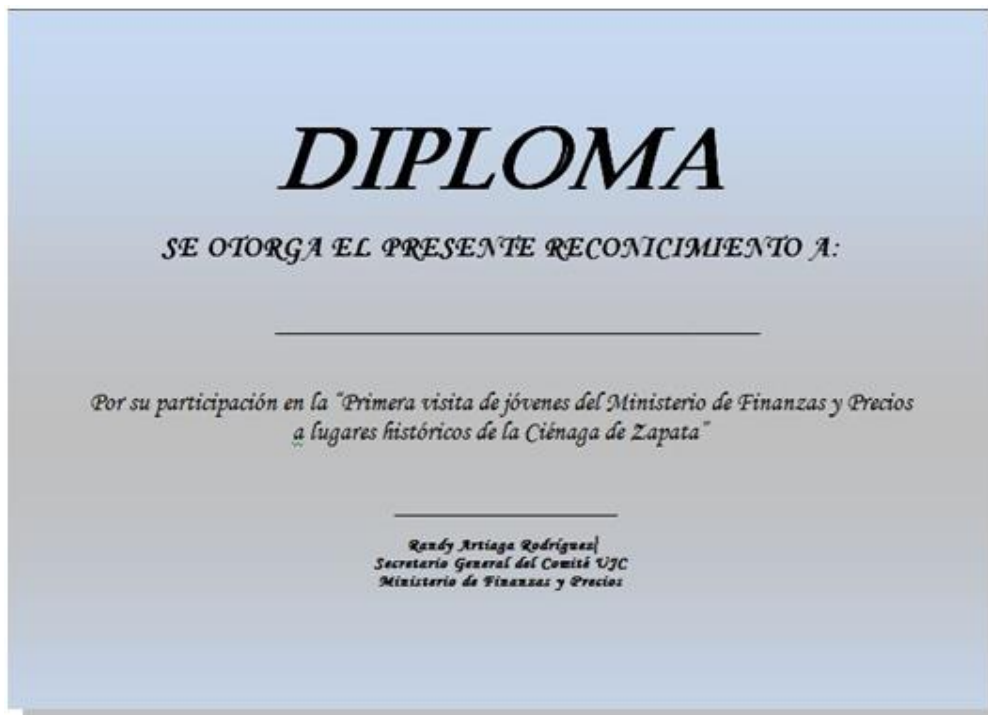 DIPLOMA
SE OTORGA EL PRESENTE RECONICIMIENTO A:
Por su participación en la "Primera visita de jóvenes del Ministerio de Finanzas y Precios
a lugares históricos de la Ciénaga de Zapata"
Randy Artiaga Rodríguez
Secretario General del Comité UJC
Ministerio de Finanzas y Precios